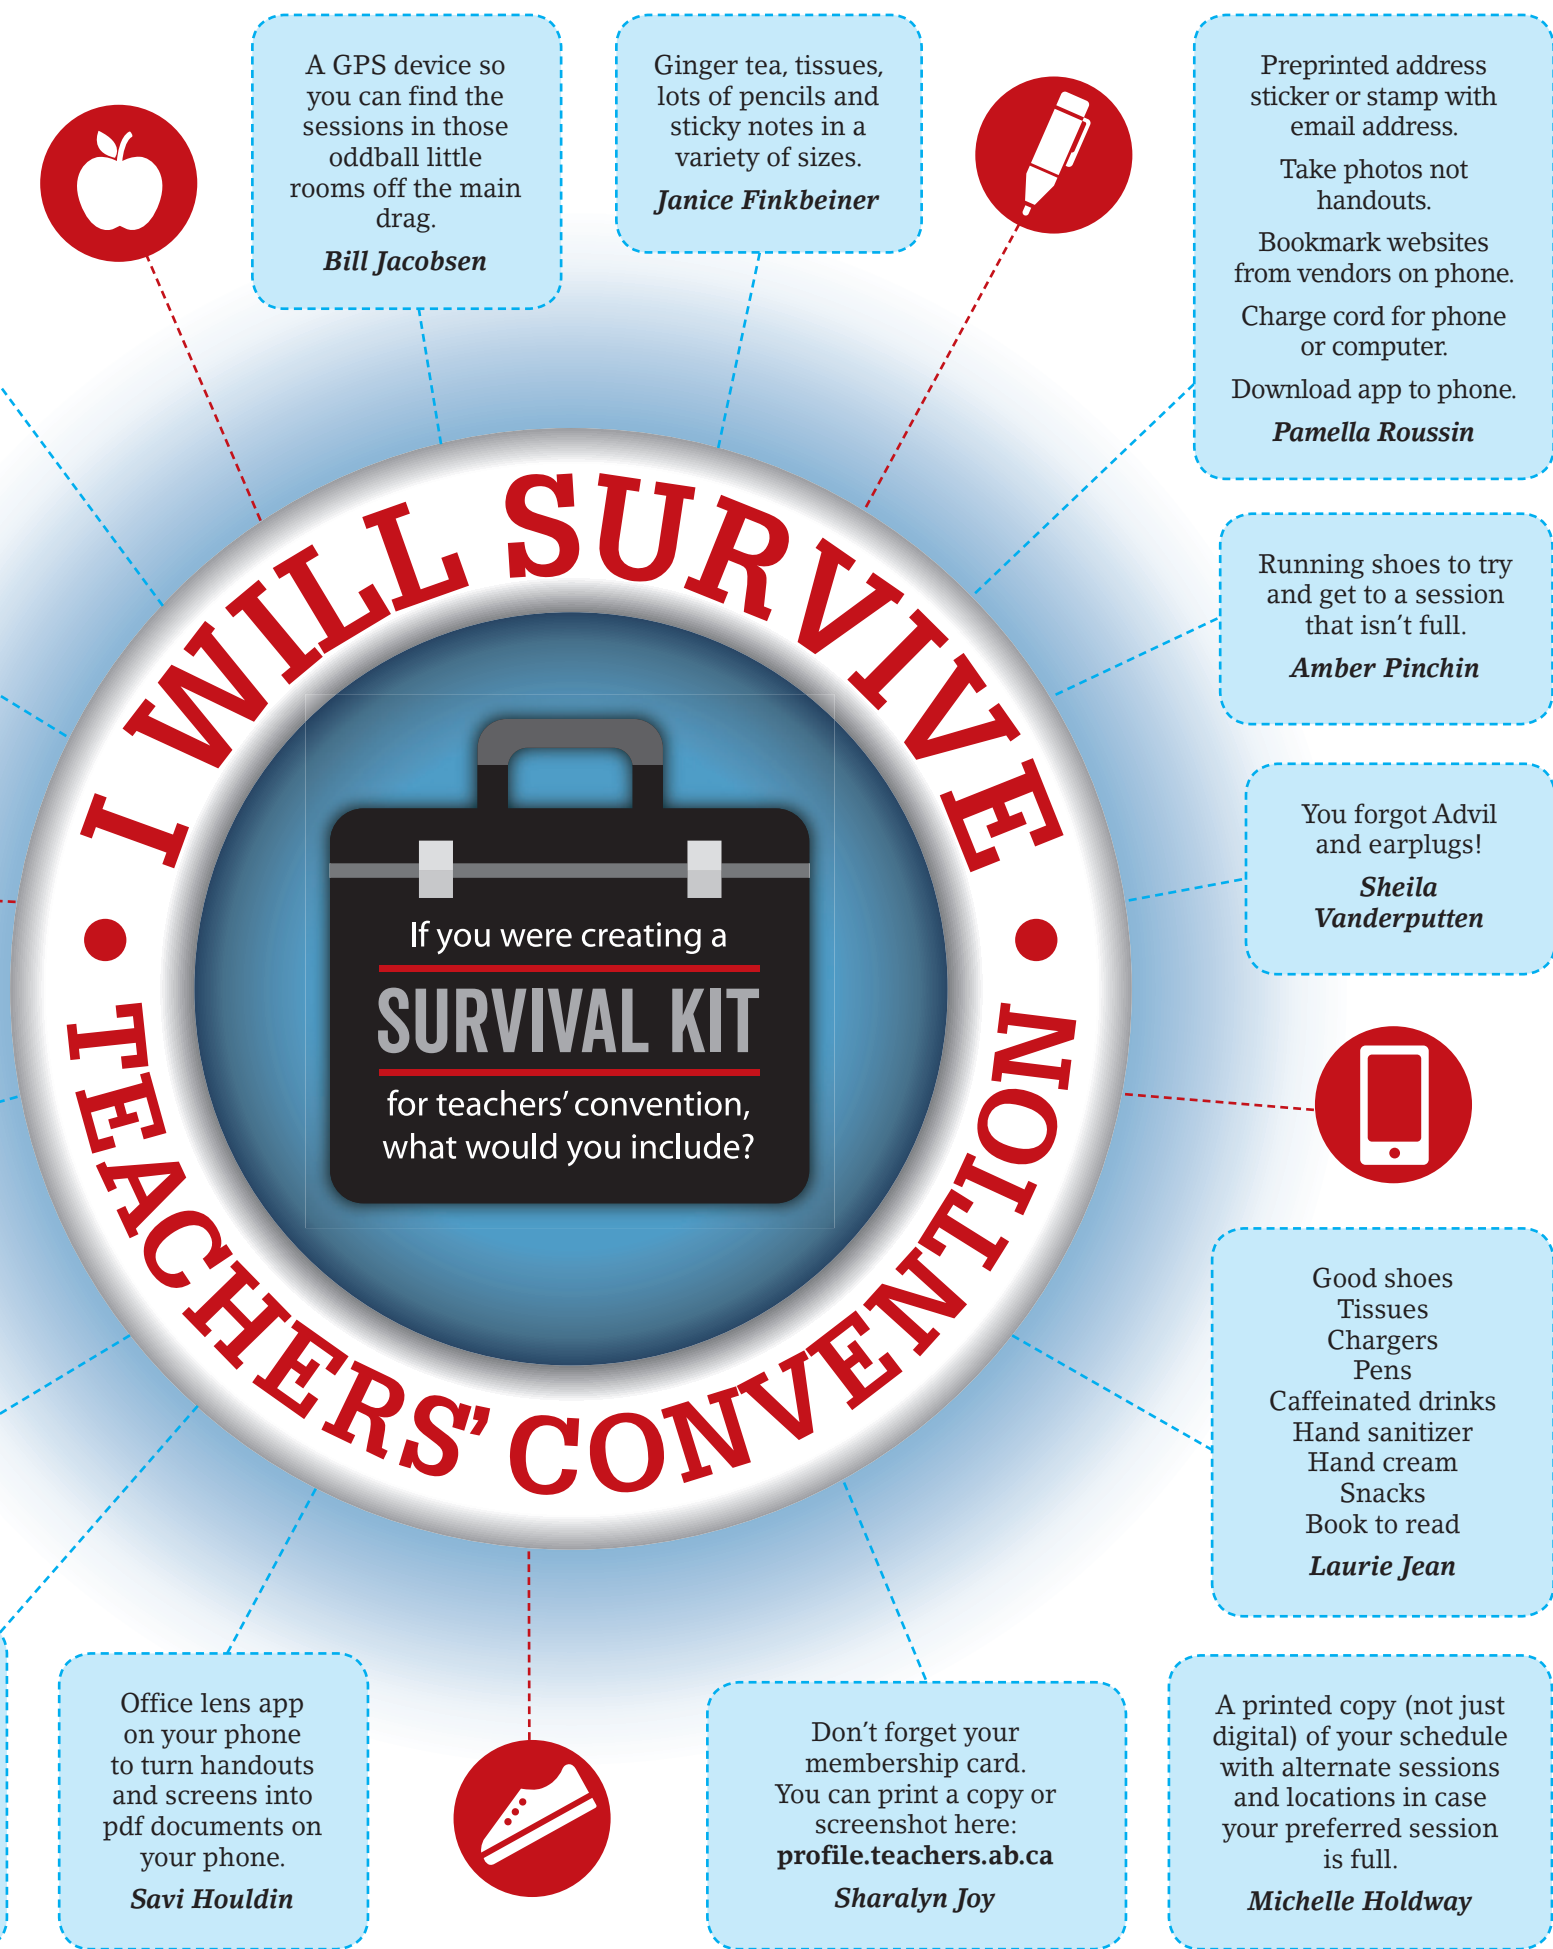 A GPS device so
you can find the
sessions in those
oddball little
rooms off the main
drag.
Bill Jacobsen
Ginger tea, tissues,
lots of pencils and
sticky notes in a
variety of sizes.
Janice Finkbeiner
Preprinted address
sticker or stamp with
email address.
Take photos not
handouts.
Bookmark websites
from vendors on phone.
Charge cord for phone
or computer.
Download app to phone.
Pamella Roussin
Running shoes to try
and get to a session
that isn’t full.
Amber Pinchin
You forgot Advil
and earplugs!
Sheila
Vanderputten
I WILL SURVIVE
• TEACHERS’ CONVENTION •
If you were creating a
SURVIVAL KIT
for teachers’ convention,
what would you include?
Good shoes
Tissues
Chargers
Pens
Caffeinated drinks
Hand sanitizer
Hand cream
Snacks
Book to read
Laurie Jean
Office lens app
on your phone
to turn handouts
and screens into
pdf documents on
your phone.
Savi Houldin
Don’t forget your
membership card.
You can print a copy or
screenshot here:
profile.teachers.ab.ca
Sharalyn Joy
A printed copy (not just
digital) of your schedule
with alternate sessions
and locations in case
your preferred session
is full.
Michelle Holdway